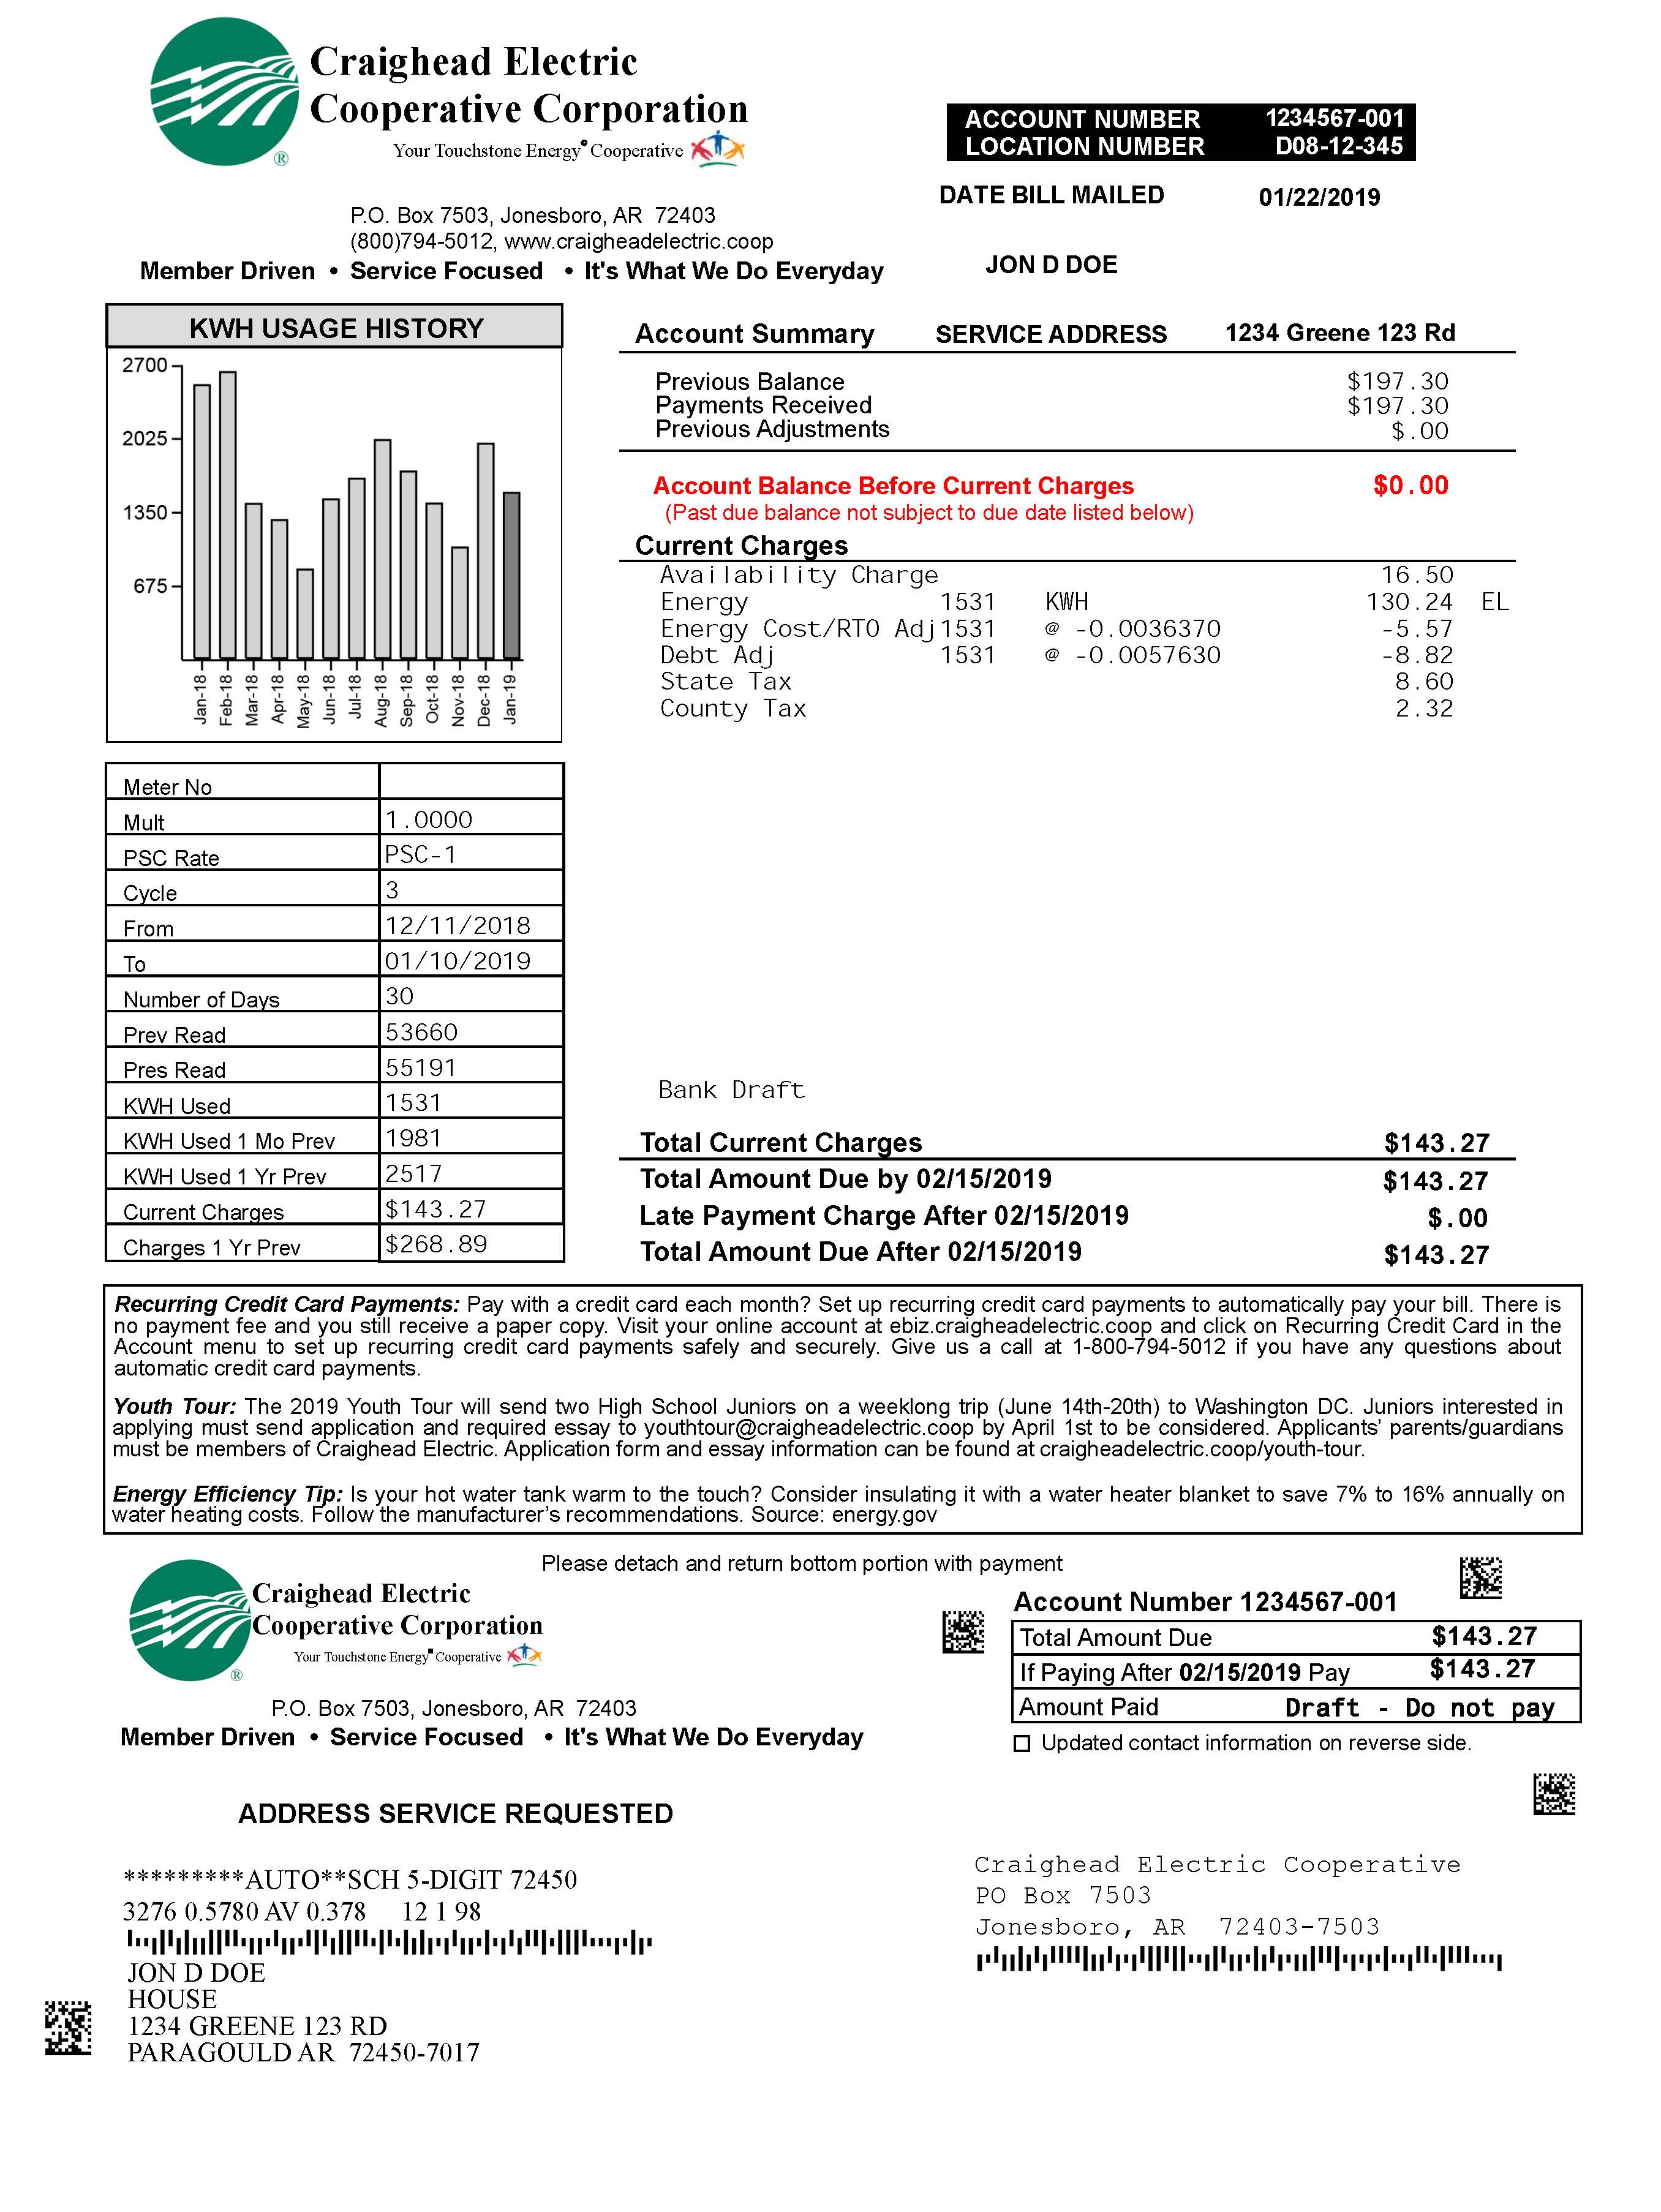 Craighead Electric
Cooperative Corporation
Your Touchstone Energy® Cooperative
®
P.O. Box 7503, Jonesboro, AR 72403
(800)794-5012, www.craigheadelectric.coop
Member Driven • Service Focused • It's What We Do Everyday
ACCOUNT NUMBER 1234567-001
LOCATION NUMBER D08-12-345
DATE BILL MAILED 01/22/2019
JON D DOE
KWH USAGE HISTORY
2700
2025
1350
675
Jan-18 Feb-18 Mar-18 Apr-18 May-18 Jun-18 Jul-18 Aug-18 Sep-18 Oct-18 Nov-18 Dec-18 Jan-19
Account Summary SERVICE ADDRESS 1234 Greene 123 Rd
Previous Balance $197.30
Payments Received $197.30
Previous Adjustments $.00
Account Balance Before Current Charges $0.00
(Past due balance not subject to due date listed below)
Current Charges
Availability Charge 16.50
Energy 1531 KWH 130.24 EL
Energy Cost/RTO Adj1531 @ -0.0036370 -5.57
Debt Adj 1531 @ -0.0057630 -8.82
State Tax 8.60
County Tax 2.32
Meter No
Mult 1.0000
PSC Rate PSC-1
Cycle 3
From 12/11/2018
To 01/10/2019
Number of Days 30
Prev Read 53660
Pres Read 55191
KWH Used 1531
KWH Used 1 Mo Prev 1981
KWH Used 1 Yr Prev 2517
Current Charges $143.27
Charges 1 Yr Prev $268.89
Bank Draft
Total Current Charges $143.27
Total Amount Due by 02/15/2019 $143.27
Late Payment Charge After 02/15/2019 $.00
Total Amount Due After 02/15/2019 $143.27
Recurring Credit Card Payments: Pay with a credit card each month? Set up recurring credit card payments to automatically pay your bill. There is
no payment fee and you still receive a paper copy. Visit your online account at ebiz.craigheadelectric.coop and click on Recurring Credit Card in the
Account menu to set up recurring credit card payments safely and securely. Give us a call at 1-800-794-5012 if you have any questions about
automatic credit card payments.
Youth Tour: The 2019 Youth Tour will send two High School Juniors on a weeklong trip (June 14th-20th) to Washington DC. Juniors interested in
applying must send application and required essay to youthtour@craigheadelectric.coop by April 1st to be considered. Applicants' parents/guardians
must be members of Craighead Electric. Application form and essay information can be found at craigheadelectric.coop/youth-tour.
Energy Efficiency Tip: Is your hot water tank warm to the touch? Consider insulating it with a water heater blanket to save 7% to 16% annually on
water heating costs. Follow the manufacturer's recommendations. Source: energy.gov
Please detach and return bottom portion with payment
Craighead Electric
Cooperative Corporation
Your Touchstone Energy® Cooperative
®
P.O. Box 7503, Jonesboro, AR 72403
Member Driven • Service Focused • It's What We Do Everyday
Account Number 1234567-001
Total Amount Due $143.27
If Paying After 02/15/2019 Pay $143.27
Amount Paid Draft - Do not pay
Updated contact information on reverse side.
ADDRESS SERVICE REQUESTED
*********AUTO**SCH 5-DIGIT 72450
3276 0.5780 AV 0.378 12 1 98
JON D DOE
HOUSE
1234 GREENE 123 RD
PARAGOULD AR 72450-7017
Craighead Electric Cooperative
PO Box 7503
Jonesboro, AR 72403-7503